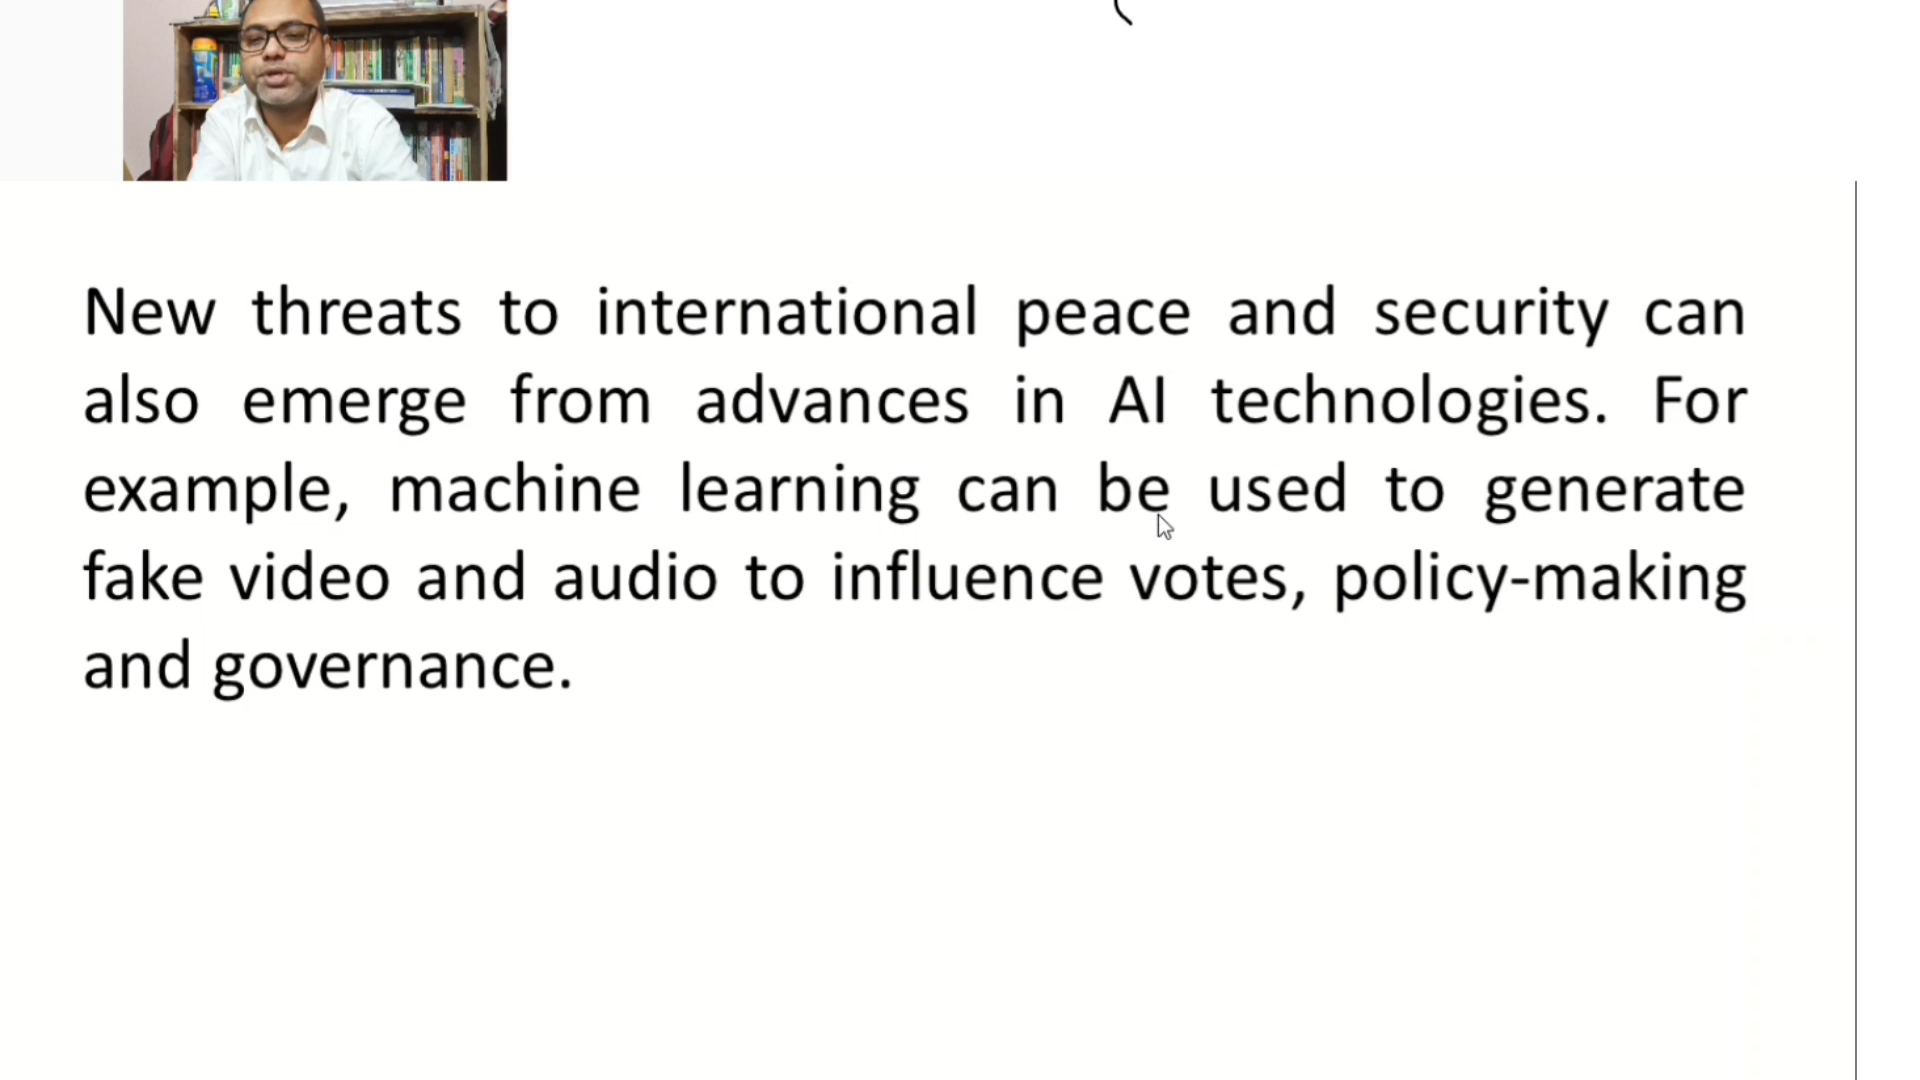 New threats to international peace and security can
also emerge from advances in AI technologies. For
example, machine learning can be used to generate
fake video and audio to influence votes, policy-making
and governance.